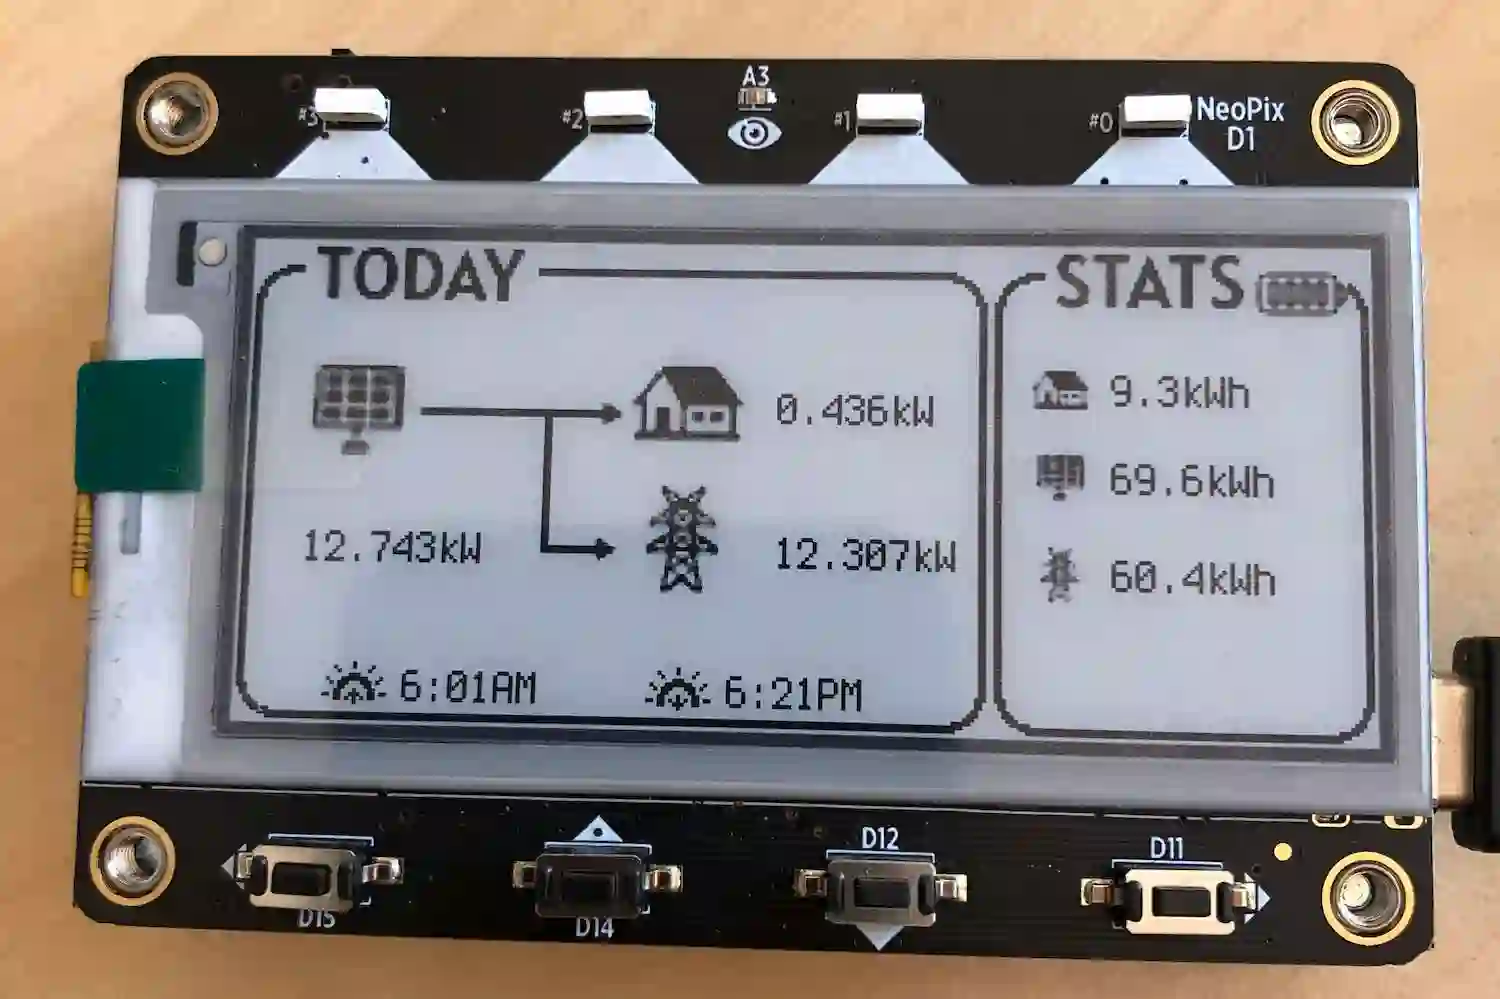 A3
#3
#2
#1
#0
NeoPix
D1
TODAY
0.436kW
12.743kW
12.307kW
6:01AM
6:21PM
STATS
9.3kWh
69.6kWh
60.4kWh
D15
D14
D12
D11